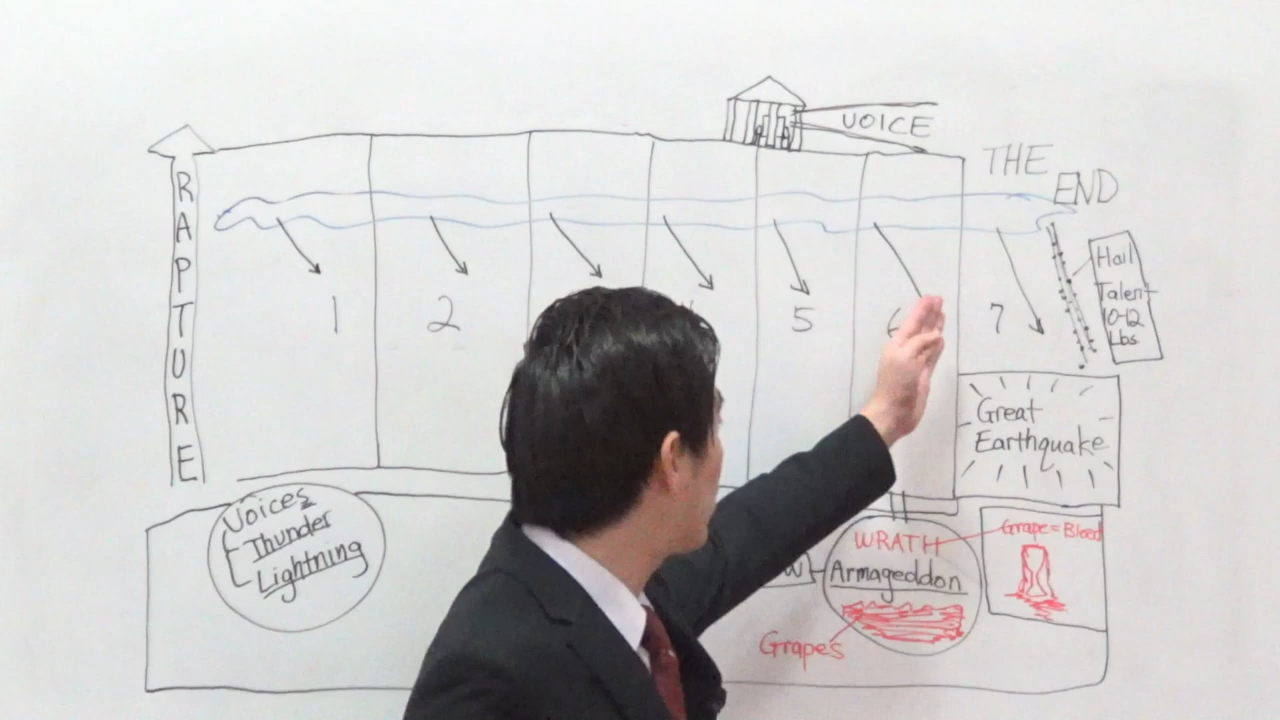 VOICE
THE
END
RAPTURE
1
2
5
7
Hail
Talent
10-12
Lbs
Great
Earthquake
Voices
Thunder
Lightning
WRATH
Armageddon
Grapes
Grape=Blood